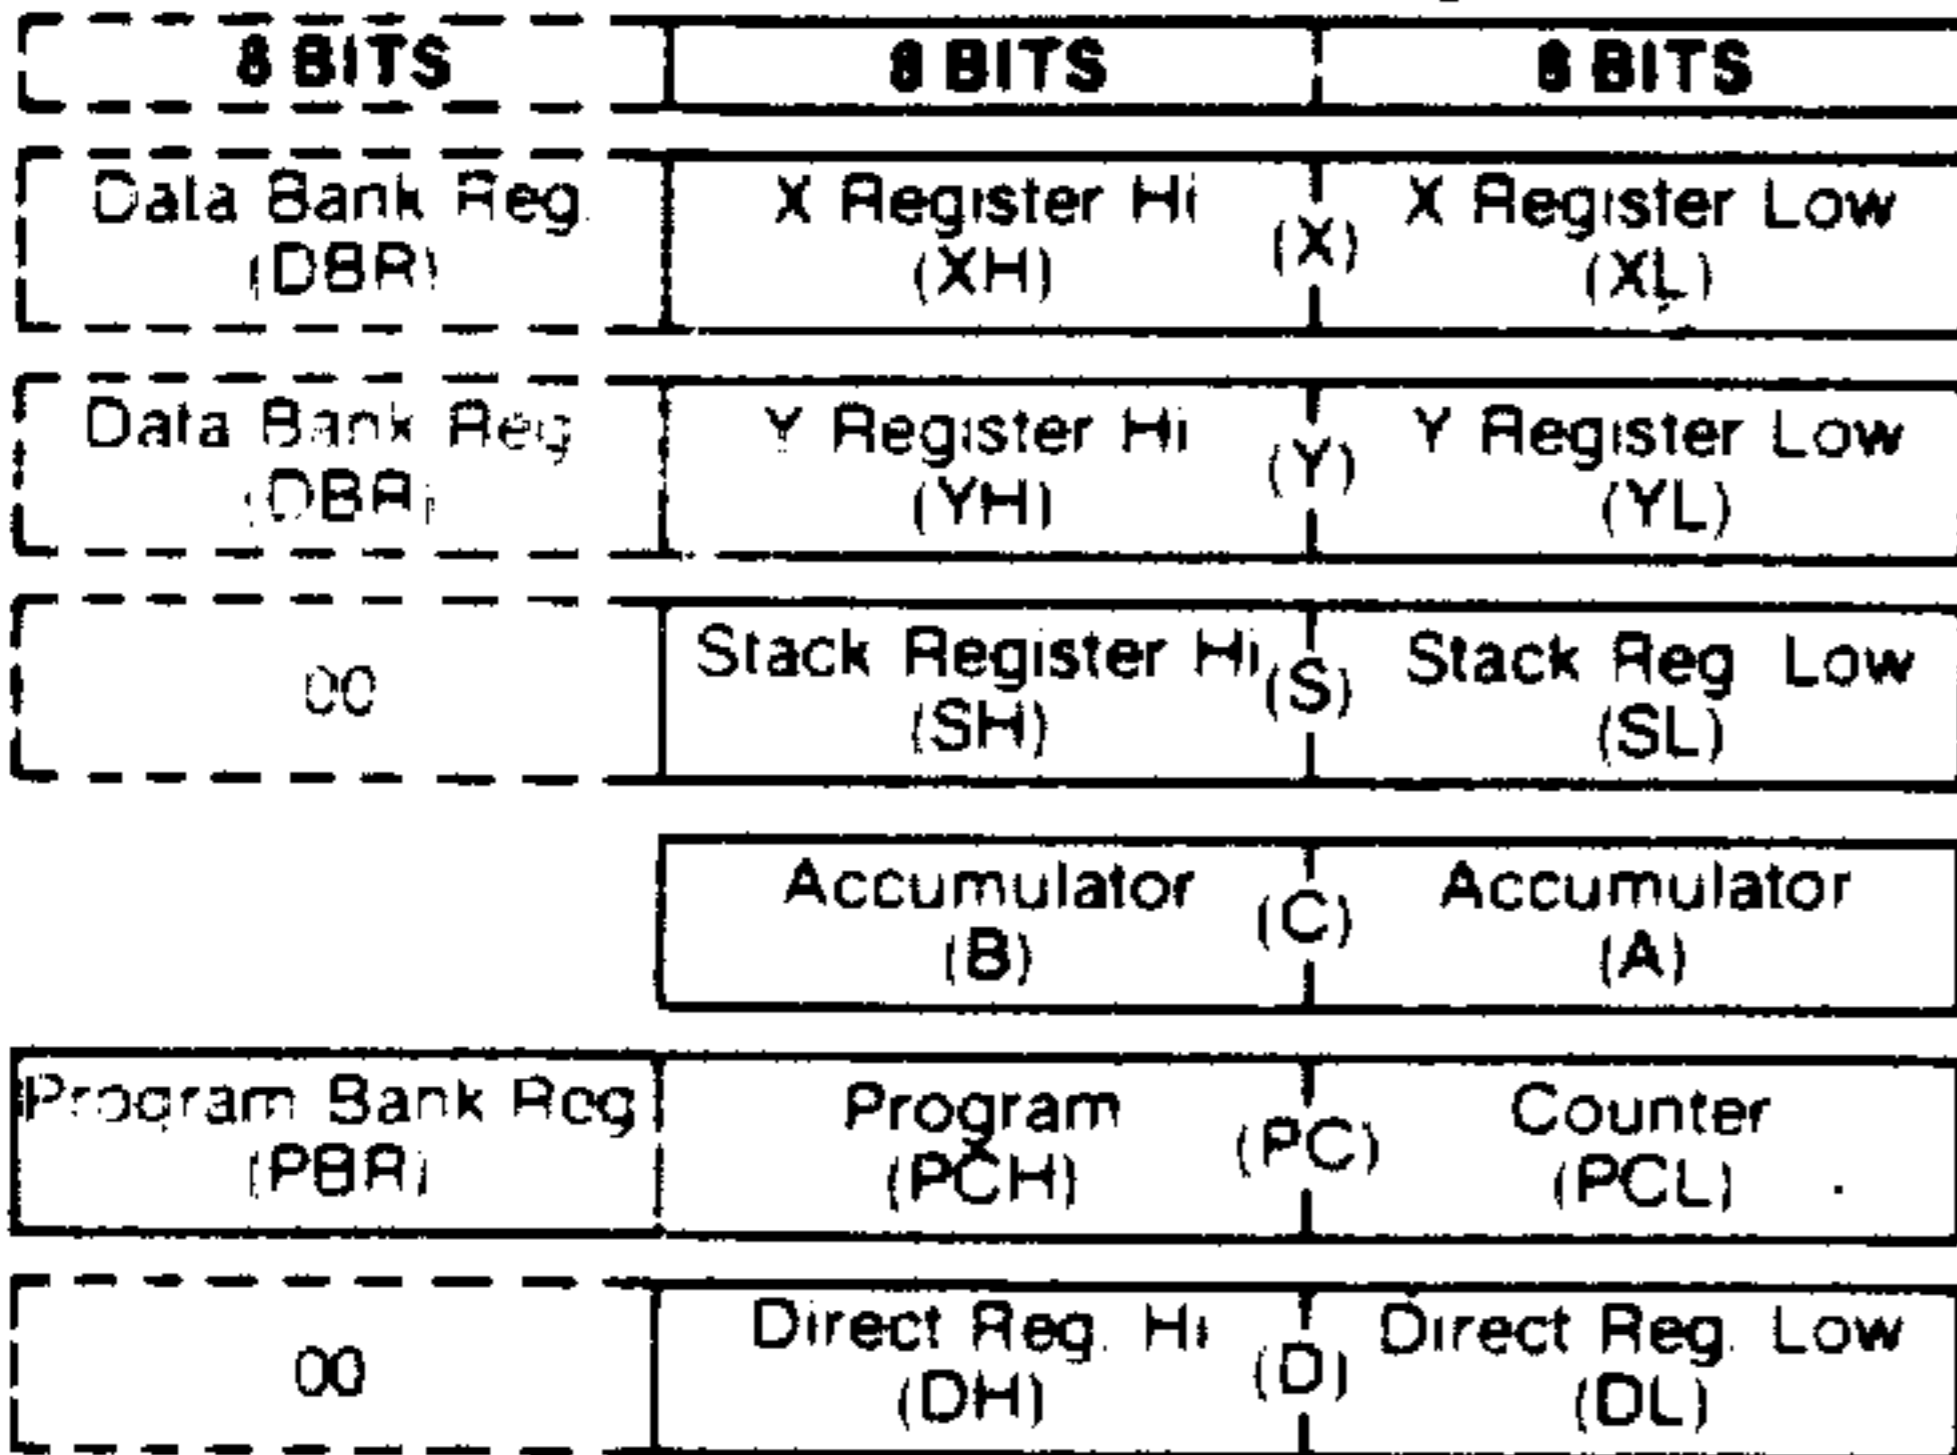 8 BITS 8 BITS 8 BITS
Data Bank Reg. X Register Hi X Register Low
(DBR) (XH) (X) (XL)
Data Bank Reg Y Register Hi Y Register Low
(DBR) (YH) (Y) (YL)
00 Stack Register Hi (S) Stack Reg Low
(SH) (SL)
Accumulator (C) Accumulator
(B) (A)
Program Bank Reg Program (PC) Counter
(PBR) (PCH) (PCL)
00 Direct Reg. Hi (D) Direct Reg. Low
(DH) (DL)